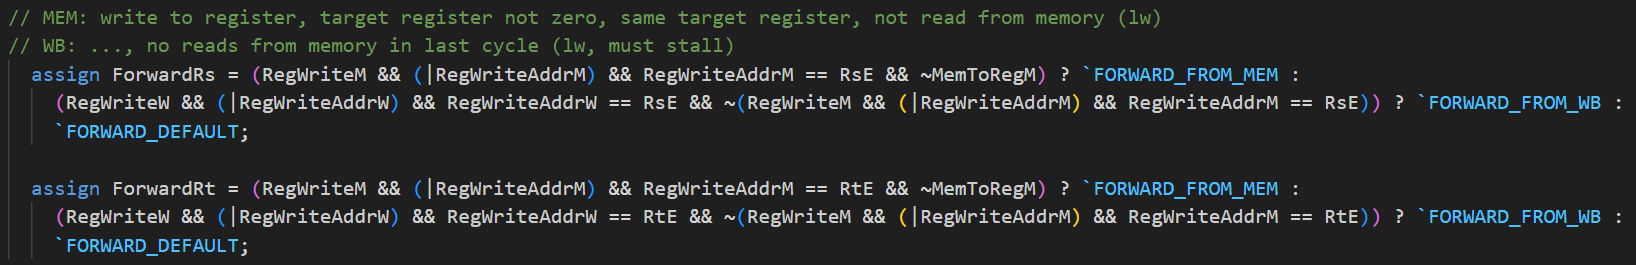 // MEM: write to register, target register not zero, same target register, not read from memory (lw)
// WB: ..., no reads from memory in last cycle (lw, must stall)
assign ForwardRs = (RegWriteM && (|RegWriteAddrM) && RegWriteAddrM == RsE && ~MemToRegM) ? `FORWARD_FROM_MEM :
(RegWriteW && (|RegWriteAddrW) && RegWriteAddrW == RsE && ~(RegWriteM && (|RegWriteAddrM) && RegWriteAddrM == RsE)) ? `FORWARD_FROM_WB :
`FORWARD_DEFAULT;
assign ForwardRt = (RegWriteM && (|RegWriteAddrM) && RegWriteAddrM == RtE && ~MemToRegM) ? `FORWARD_FROM_MEM :
(RegWriteW && (|RegWriteAddrW) && RegWriteAddrW == RtE && ~(RegWriteM && (|RegWriteAddrM) && RegWriteAddrM == RtE)) ? `FORWARD_FROM_WB :
`FORWARD_DEFAULT;